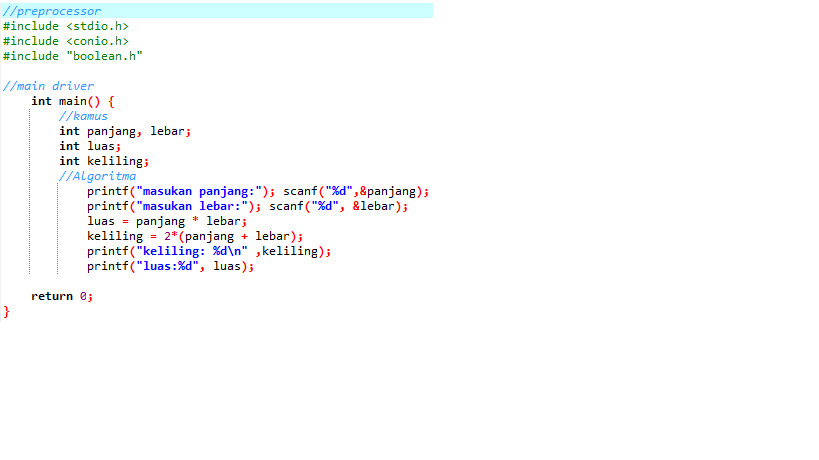 //preprocessor
#include <stdio.h>
#include <conio.h>
#include "boolean.h"
//main driver
int main() {
//kamus
int panjang, lebar;
int luas;
int keliling;
//Algoritma
printf("masukan panjang:"); scanf("%d",&panjang);
printf("masukan lebar:"); scanf("%d", &lebar);
luas = panjang * lebar;
keliling = 2*(panjang + lebar);
printf("keliling: %d\n" ,keliling);
printf("luas:%d", luas);
return 0;
}